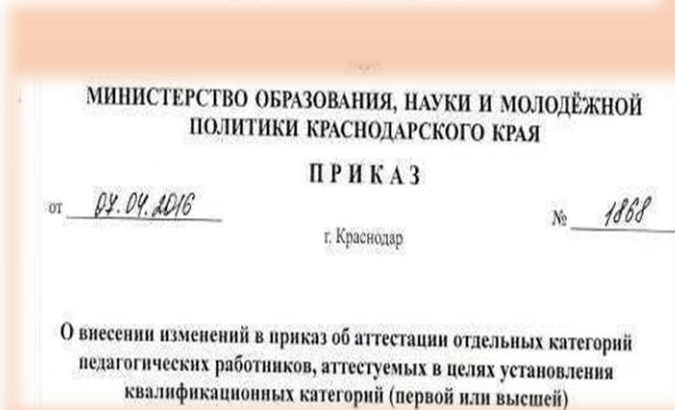 МИНИСТЕРСТВО ОБРАЗОВАНИЯ, НАУКИ И МОЛОДЁЖНОЙ
ПОЛИТИКИ КРАСНОДАРСКОГО КРАЯ
ПРИКАЗ
от 07.04.2016 № 1868
г. Краснодар
О внесении изменений в приказ об аттестации отдельных категорий
педагогических работников, аттестуемых в целях установления
квалификационных категорий (первой или высшей)